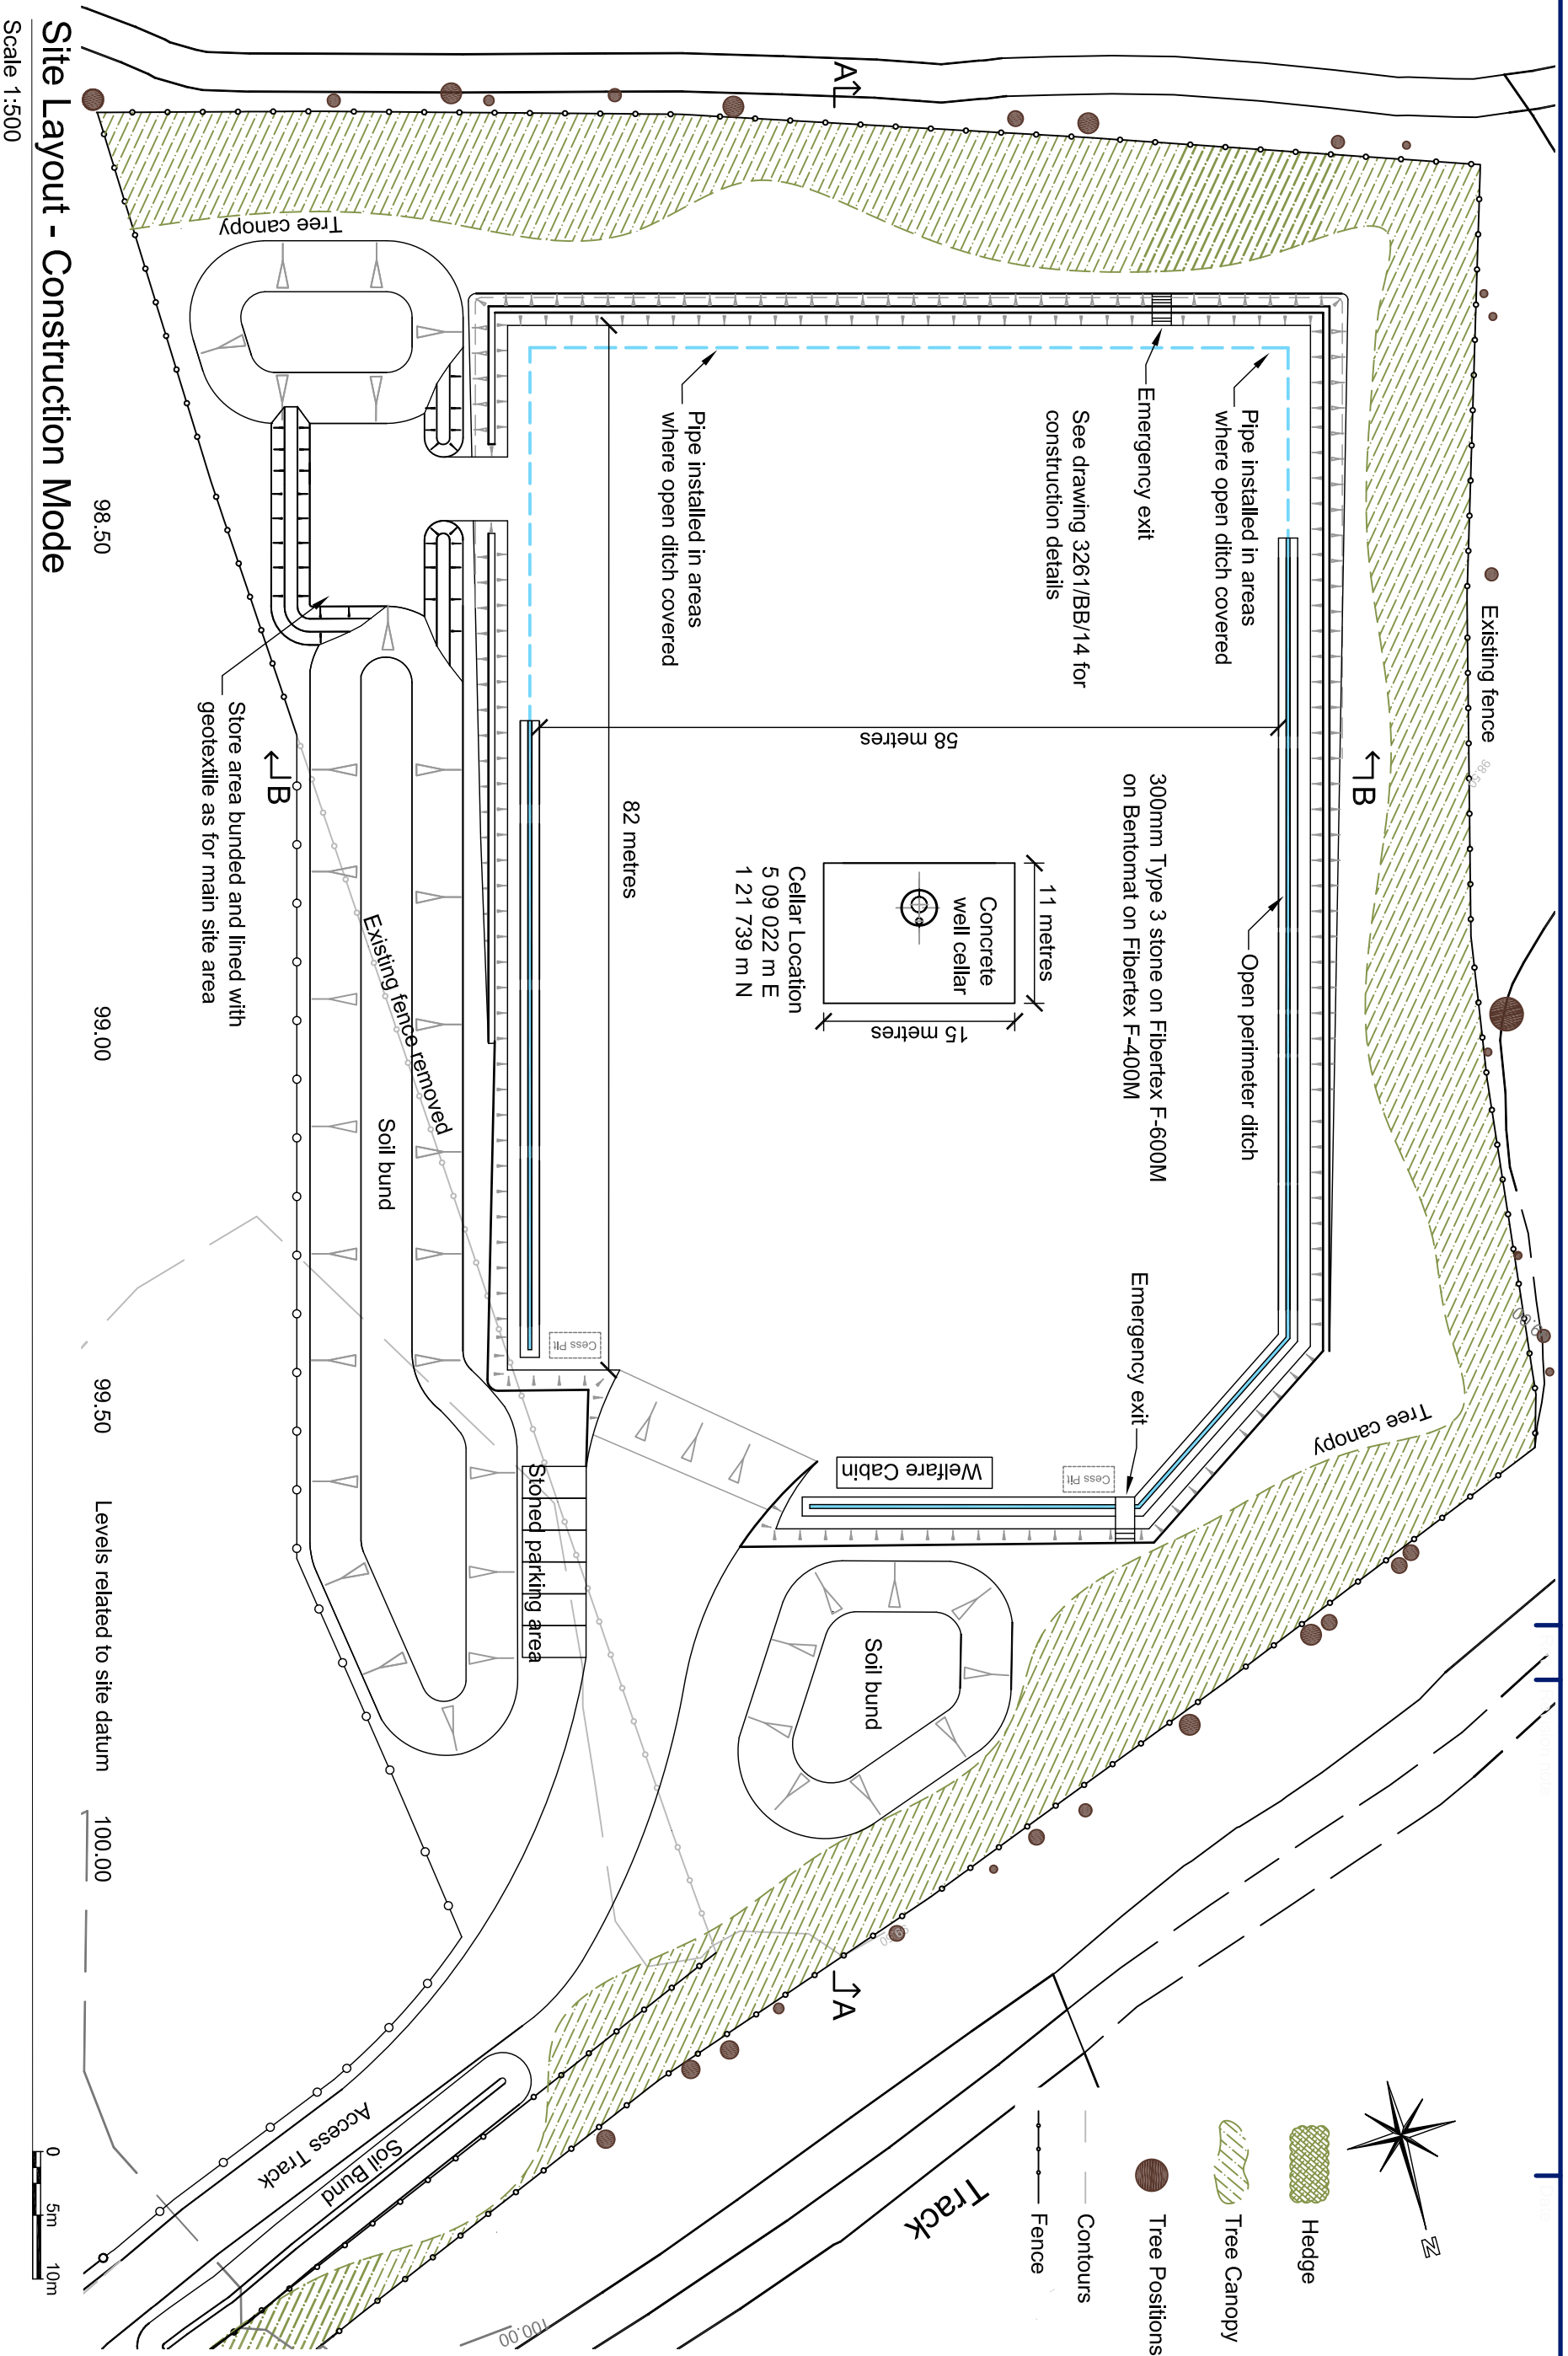 Site Layout - Construction Mode
Scale 1:500
A
A
B
B
Tree canopy
Tree canopy
Existing fence
98.50
Emergency exit
Pipe installed in areas
where open ditch covered
Pipe installed in areas
where open ditch covered
See drawing 3261/BB/14 for
construction details
58 metres
82 metres
300mm Type 3 stone on Fibertex F-600M
on Bentomat on Fibertex F-400M
Open perimeter ditch
Concrete
well cellar
11 metres
15 metres
Cellar Location
5 09 022 m E
1 21 739 m N
Emergency exit
Cess Pit
Welfare Cabin
Cess Pit
Store area bunded and lined with
geotextile as for main site area
Existing fence removed
Soil bund
Stoned parking area
Soil bund
Access Track
Soil Bund
Track
98.50
99.00
99.50
Levels related to site datum
100.00
100.00
N
Hedge
Tree Canopy
Tree Positions
Contours
Fence
0
5m
10m